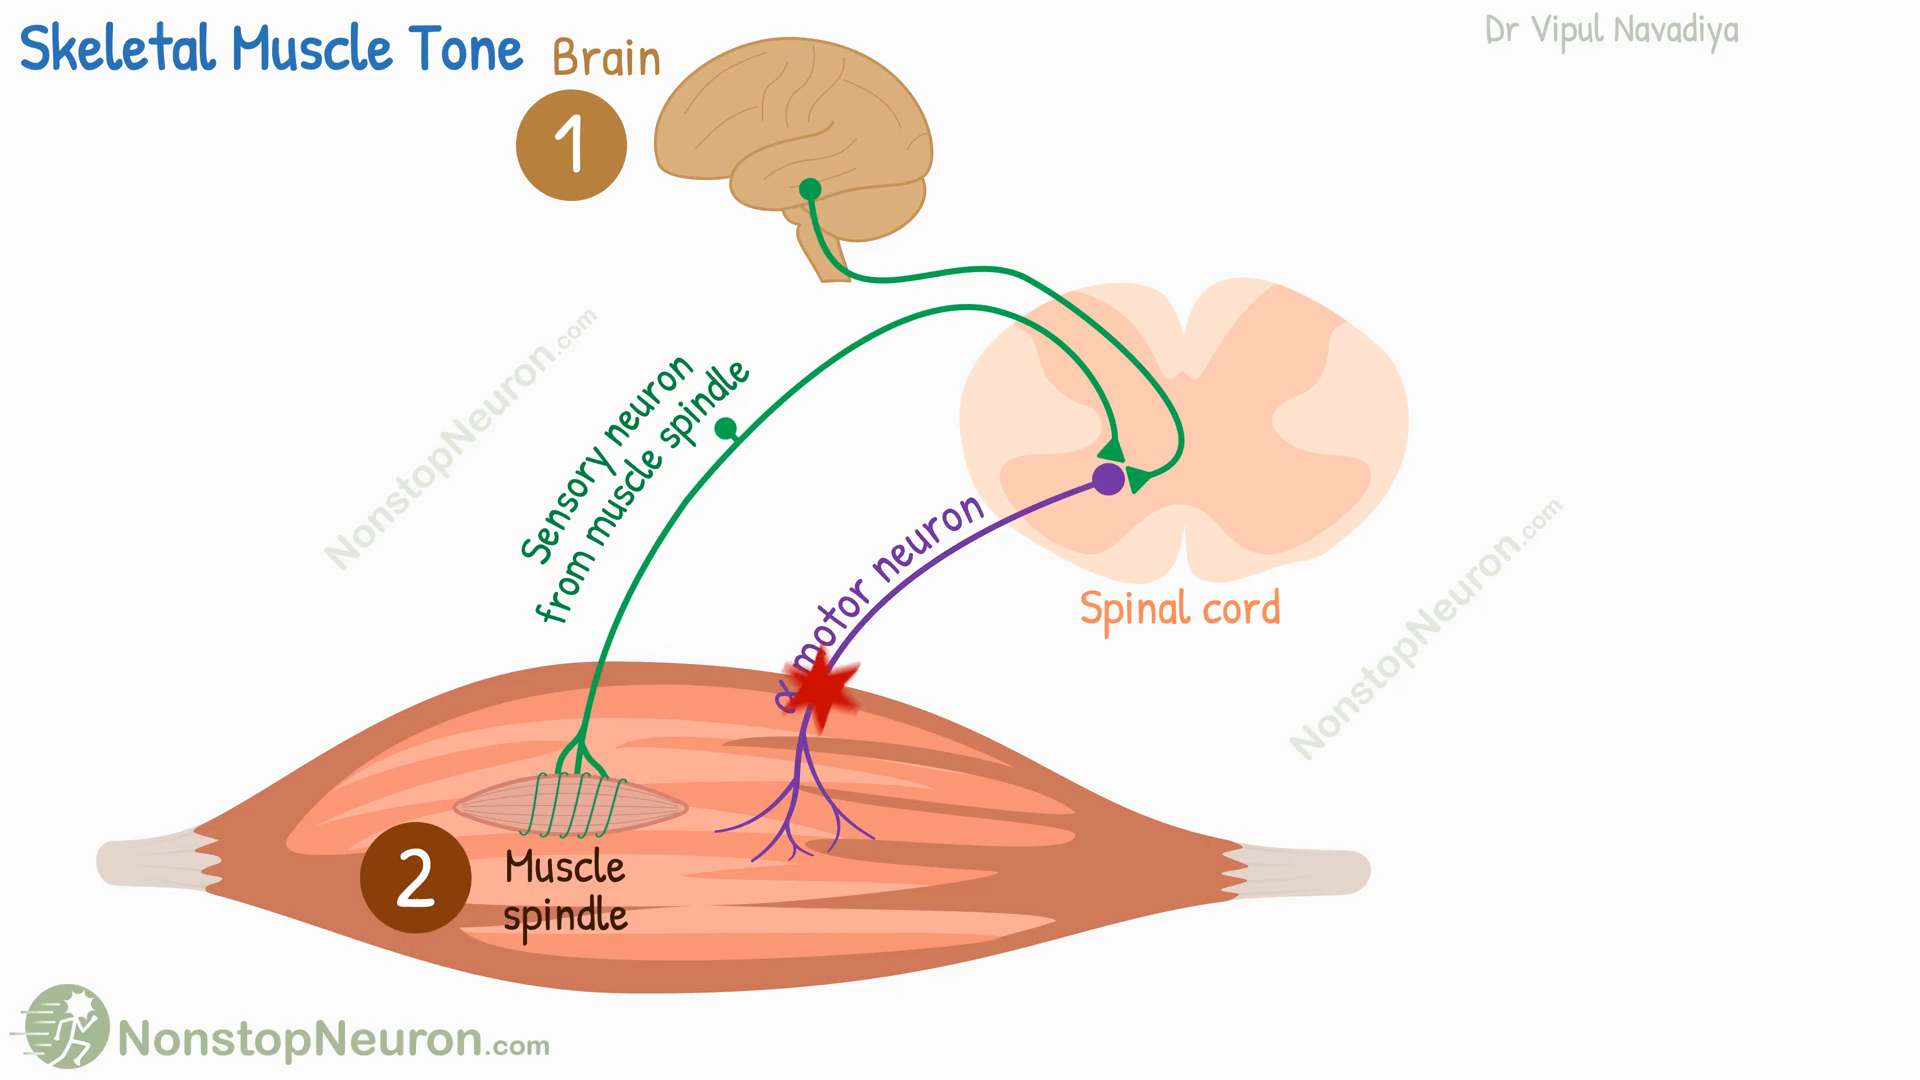 Skeletal Muscle Tone
Brain
Dr Vipul Navadiya
1
NonstopNeuron.com
Sensory neuron
from muscle spindle
α motor neuron
Spinal cord
NonstopNeuron.com
2
Muscle
spindle
NonstopNeuron.com